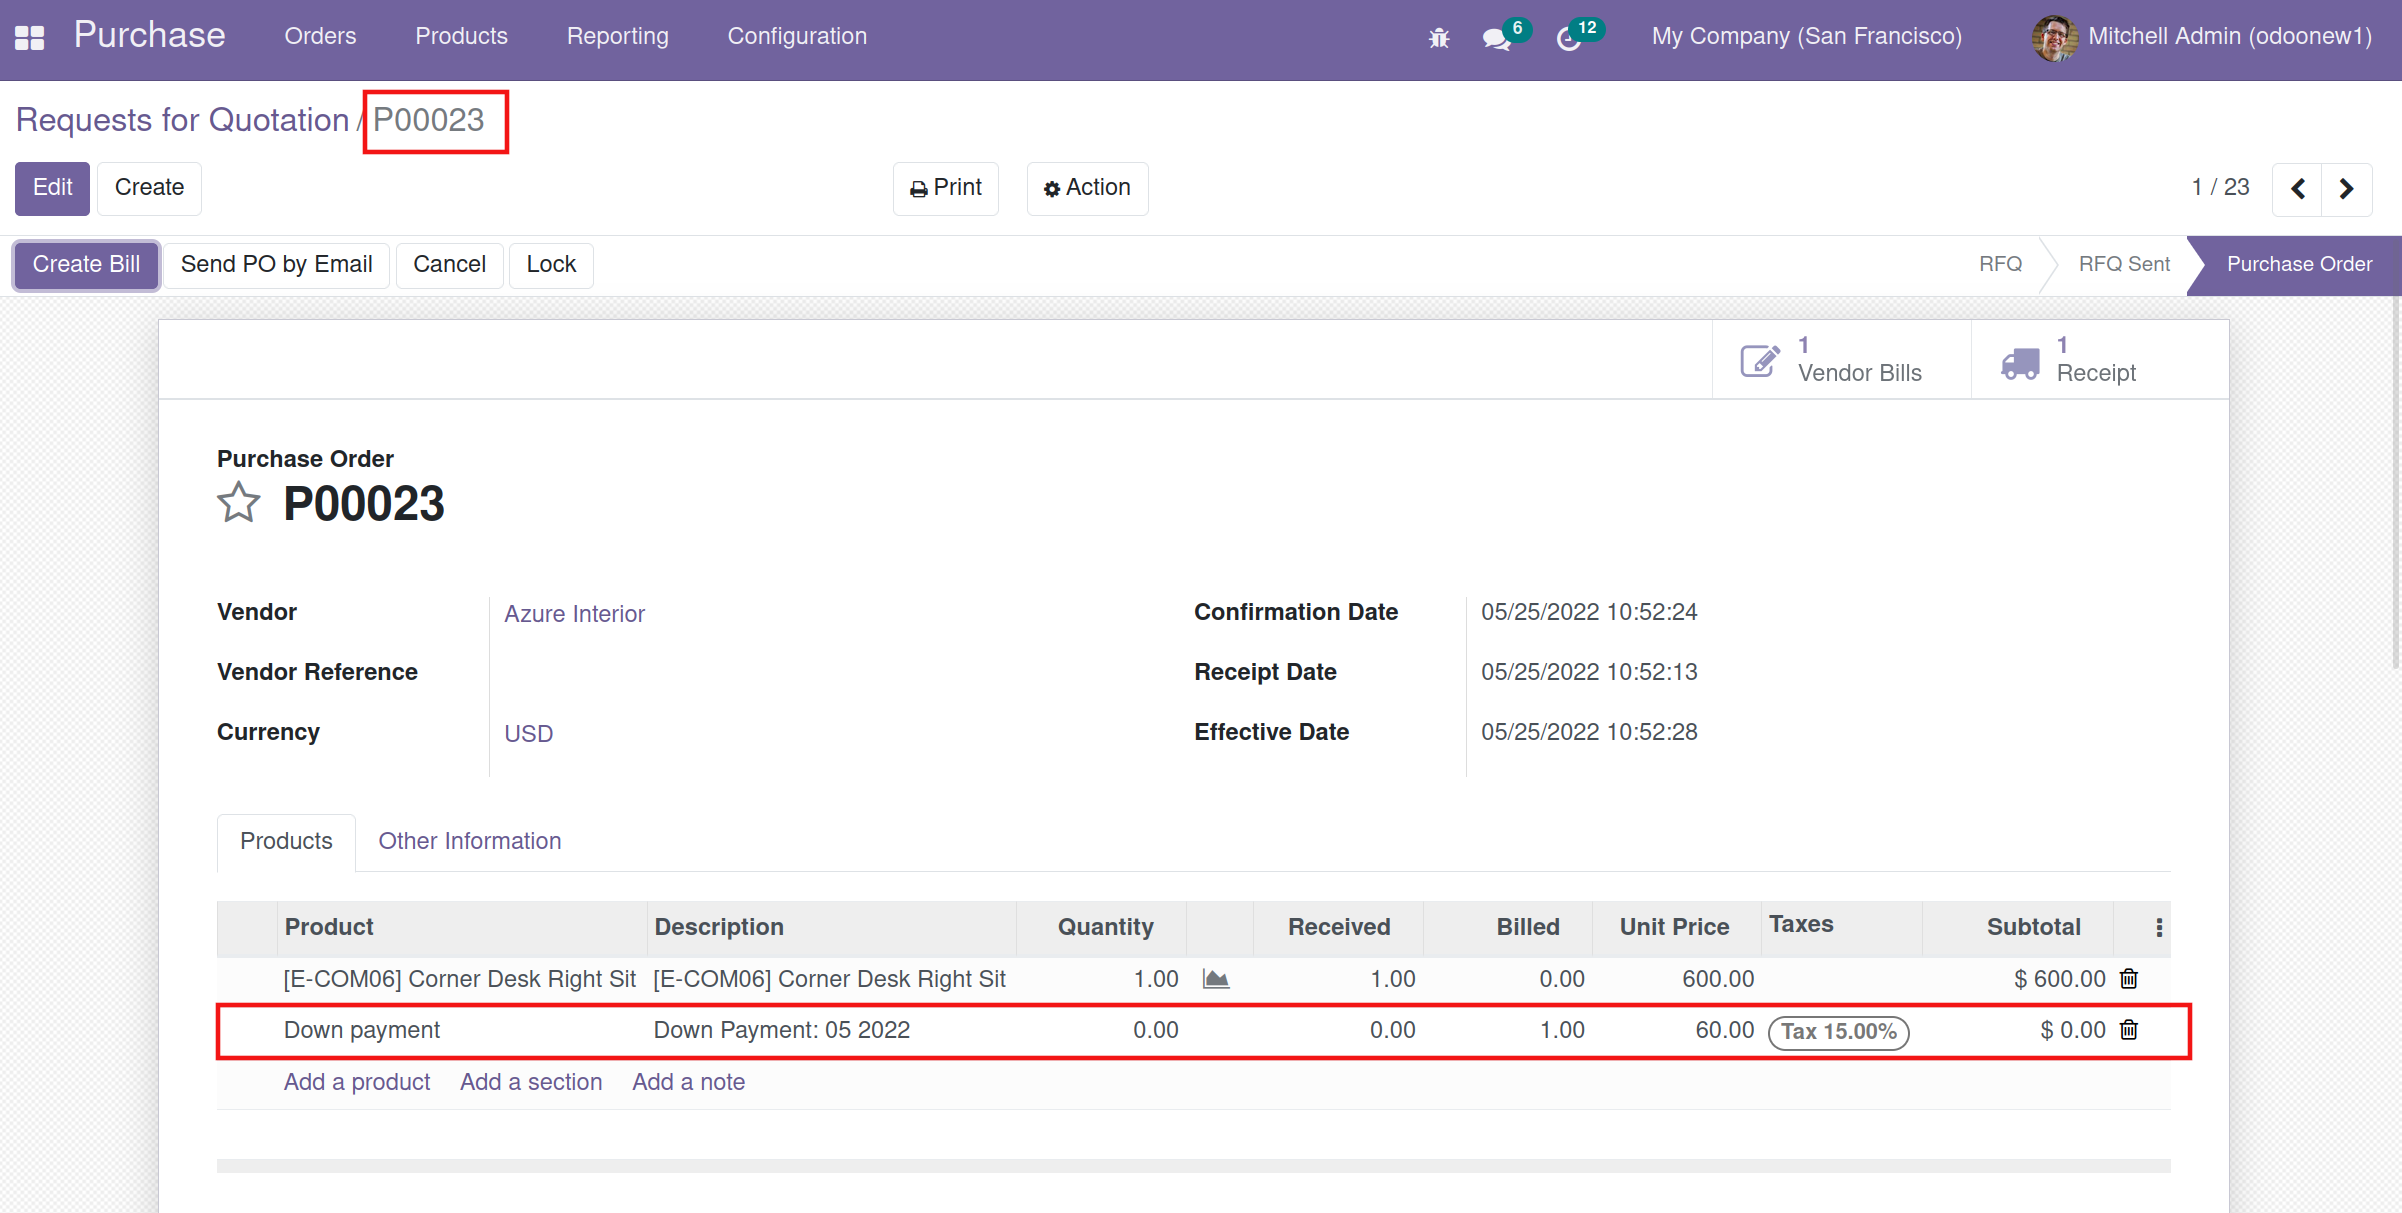 Purchase Orders Products Reporting Configuration 6 12 My Company (San Francisco) Mitchell Admin (odoonew1)
Requests for Quotation / P00023
Edit Create Print Action 1 / 23
Create Bill Send PO by Email Cancel Lock RFQ RFQ Sent Purchase Order
1 Vendor Bills 1 Receipt
Purchase Order
P00023
Vendor Azure Interior Confirmation Date 05/25/2022 10:52:24
Vendor Reference Receipt Date 05/25/2022 10:52:13
Currency USD Effective Date 05/25/2022 10:52:28
Products Other Information
Product Description Quantity Received Billed Unit Price Taxes Subtotal
[E-COM06] Corner Desk Right Sit [E-COM06] Corner Desk Right Sit 1.00 1.00 0.00 600.00 $ 600.00
Down payment Down Payment: 05 2022 0.00 0.00 1.00 60.00 Tax 15.00% $ 0.00
Add a product Add a section Add a note